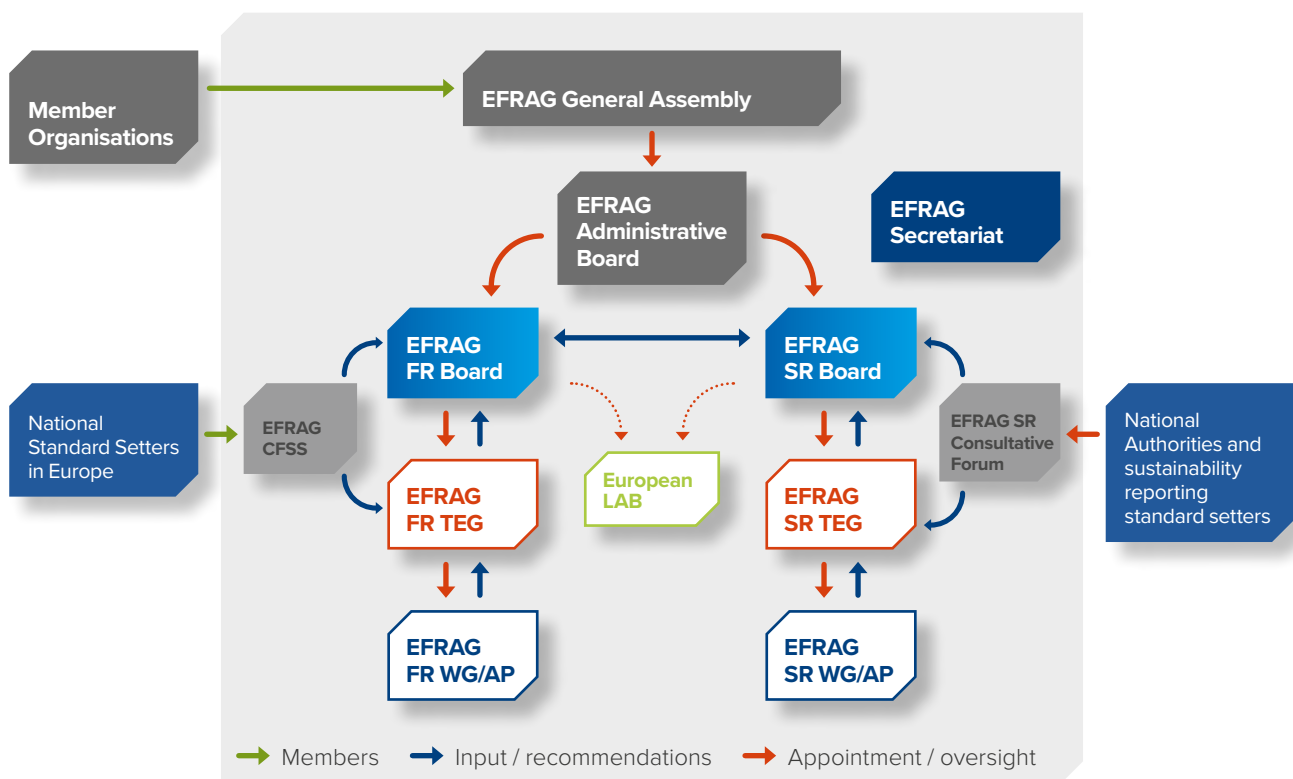 Member
Organisations
EFRAG General Assembly
EFRAG
Administrative
Board
EFRAG
Secretariat
EFRAG
FR Board
EFRAG
SR Board
National
Standard Setters
in Europe
EFRAG
CFSS
EFRAG SR
Consultative
Forum
National
Authorities and
sustainability
reporting
standard setters
EFRAG
FR TEG
European
LAB
EFRAG
SR TEG
EFRAG
FR WG/AP
EFRAG
SR WG/AP
Members
Input / recommendations
Appointment / oversight